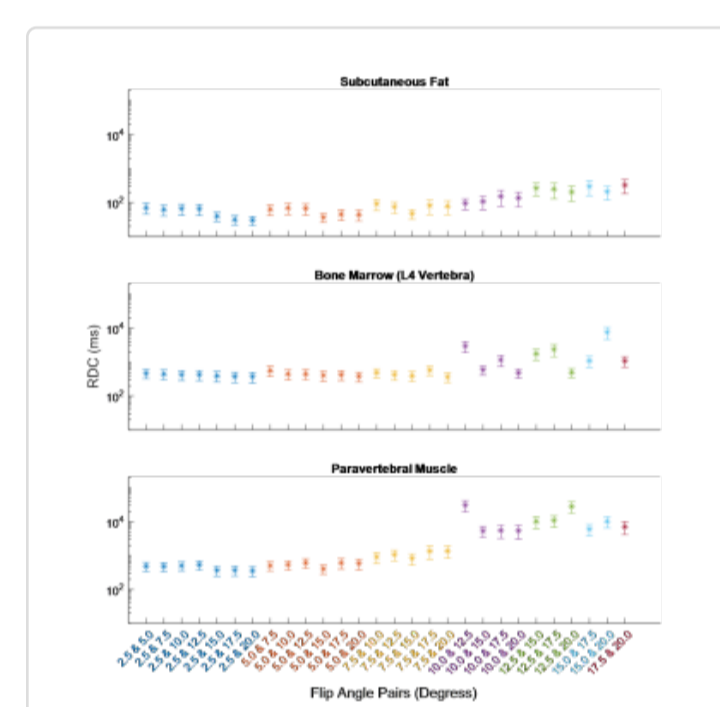 Subcutaneous Fat
10⁴
10²
Bone Marrow (L4 Vertebra)
10⁴
10²
RDC (ms)
Paravertebral Muscle
10⁴
10²
2.5 & 5.0
2.5 & 7.5
2.5 & 10.0
2.5 & 12.5
2.5 & 15.0
2.5 & 17.5
2.5 & 20.0
5.0 & 7.5
5.0 & 10.0
5.0 & 12.5
5.0 & 15.0
5.0 & 17.5
5.0 & 20.0
7.5 & 10.0
7.5 & 12.5
7.5 & 15.0
7.5 & 17.5
7.5 & 20.0
10.0 & 12.5
10.0 & 15.0
10.0 & 17.5
10.0 & 20.0
12.5 & 15.0
12.5 & 17.5
12.5 & 20.0
15.0 & 17.5
15.0 & 20.0
17.5 & 20.0
Flip Angle Pairs (Degress)